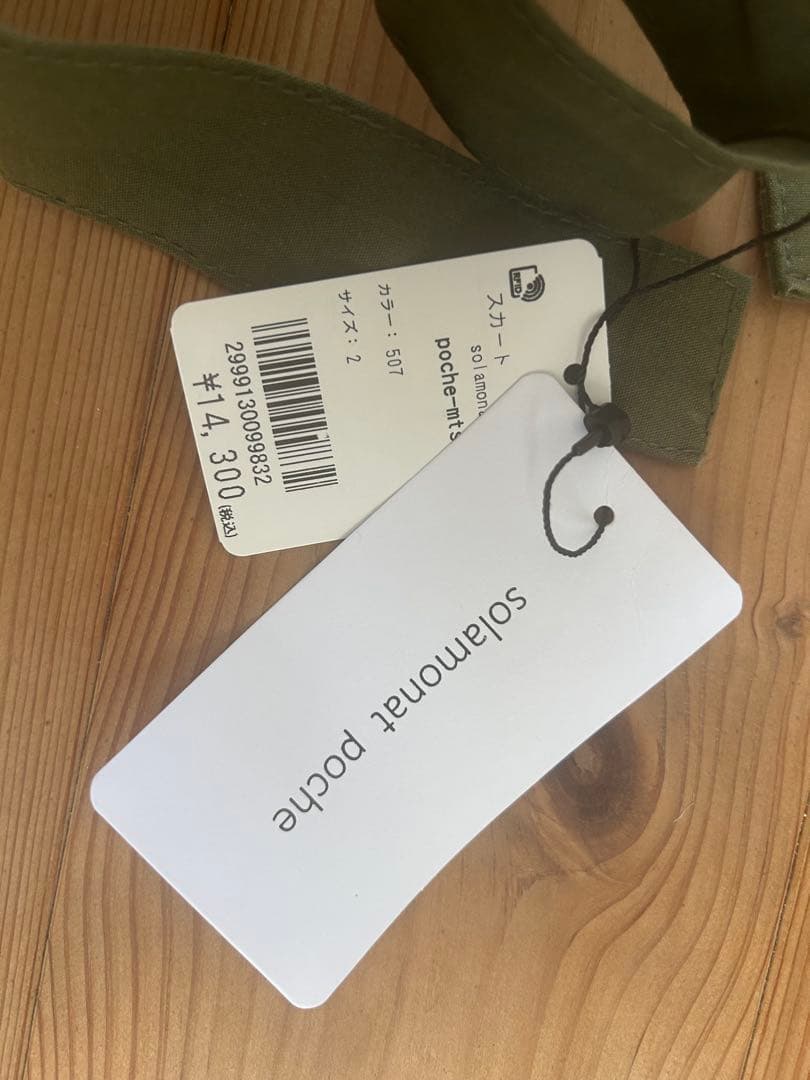 RFID
スカート
solamona
poche-mts
カラー: 507
サイズ: 2
2999130099832
¥14,300(税込)
solamonat poche